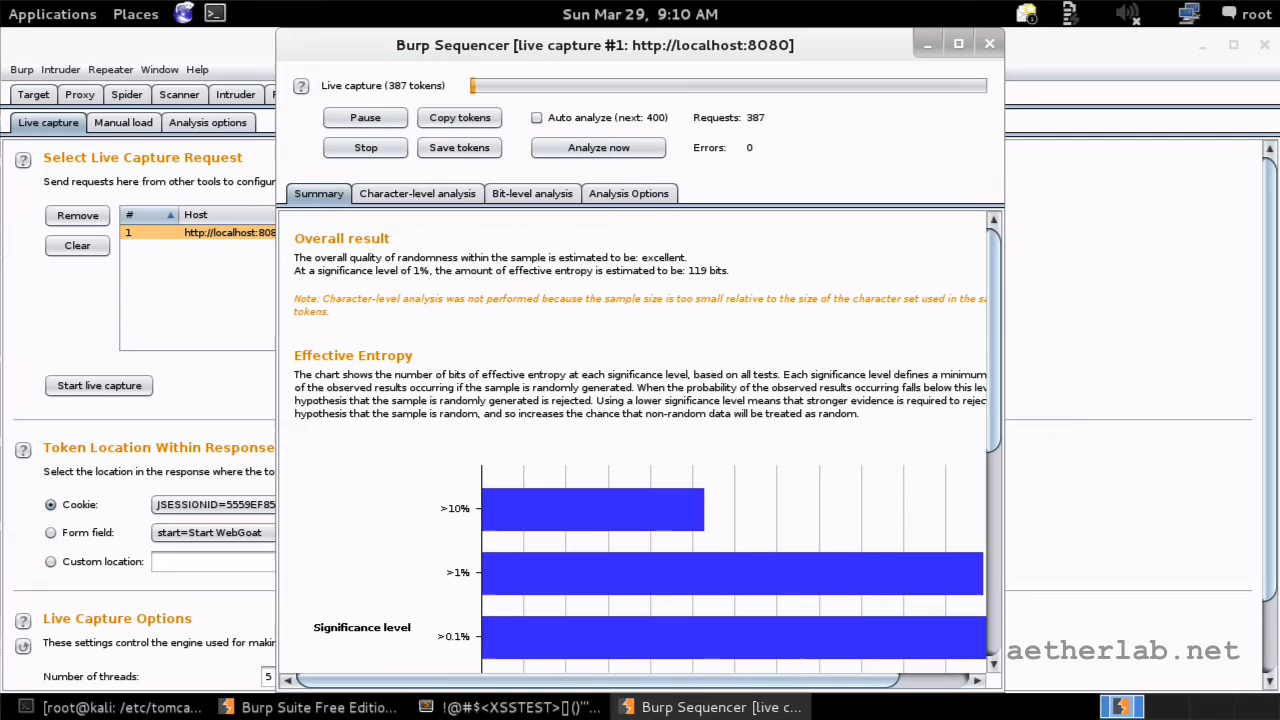 Applications Places Sun Mar 29, 9:10 AM root
Burp Sequencer [live capture #1: http://localhost:8080]
Burp Intruder Repeater Window Help
Target Proxy Spider Scanner Intruder
Live capture Manual load Analysis options
? Live capture (387 tokens)
Pause Copy tokens Auto analyze (next: 400) Requests: 387
Stop Save tokens Analyze now Errors: 0
? Select Live Capture Request
Send requests here from other tools to configur
Remove # Host
1 http://localhost:808
Clear
Start live capture
Summary Character-level analysis Bit-level analysis Analysis Options
Overall result
The overall quality of randomness within the sample is estimated to be: excellent.
At a significance level of 1%, the amount of effective entropy is estimated to be: 119 bits.
Note: Character-level analysis was not performed because the sample size is too small relative to the size of the character set used in the sa
tokens.
Effective Entropy
The chart shows the number of bits of effective entropy at each significance level, based on all tests. Each significance level defines a minimum
of the observed results occurring if the sample is randomly generated. When the probability of the observed results occurring falls below this lev
hypothesis that the sample is randomly generated is rejected. Using a lower significance level means that stronger evidence is required to rejec
hypothesis that the sample is random, and so increases the chance that non-random data will be treated as random.
>10%
>1%
Significance level
>0.1%
? Token Location Within Response
Select the location in the response where the to
Cookie: JSESSIONID=5559EF85
Form field: start=Start WebGoat
Custom location:
? Live Capture Options
These settings control the engine used for makin
Number of threads: 5
aetherlab.net
[root@kali: /etc/tomca... Burp Suite Free Editio... !@#$<XSSTEST>[]()'"... Burp Sequencer [live c...